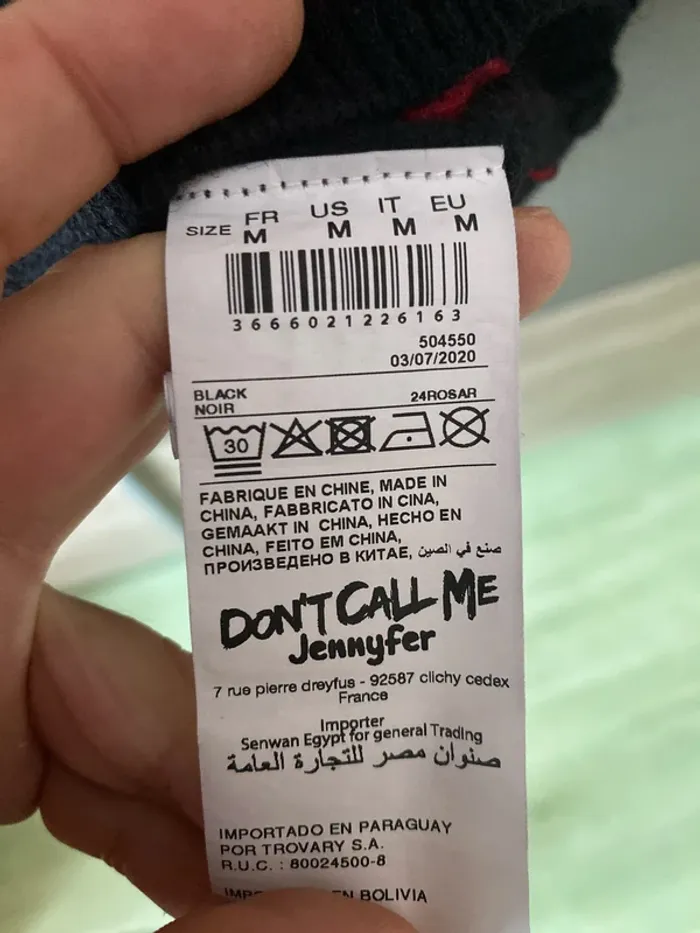 SIZE FR US IT EU
M M M M
3666021226163
504550
03/07/2020
BLACK 24ROSAR
NOIR
30
FABRIQUE EN CHINE, MADE IN
CHINA, FABBRICATO IN CINA,
GEMAAKT IN CHINA, HECHO EN
CHINA, FEITO EM CHINA,
ПРОИЗВЕДЕНО В КИТАЕ, صنع في الصين
DON'T CALL ME
Jennyfer
7 rue pierre dreyfus - 92587 clichy cedex
France
Importer
Senwan Egypt for general Trading
صنوان مصر للتجارة العامة
IMPORTADO EN PARAGUAY
POR TROVARY S.A.
R.U.C. : 80024500-8
BOLIVIA